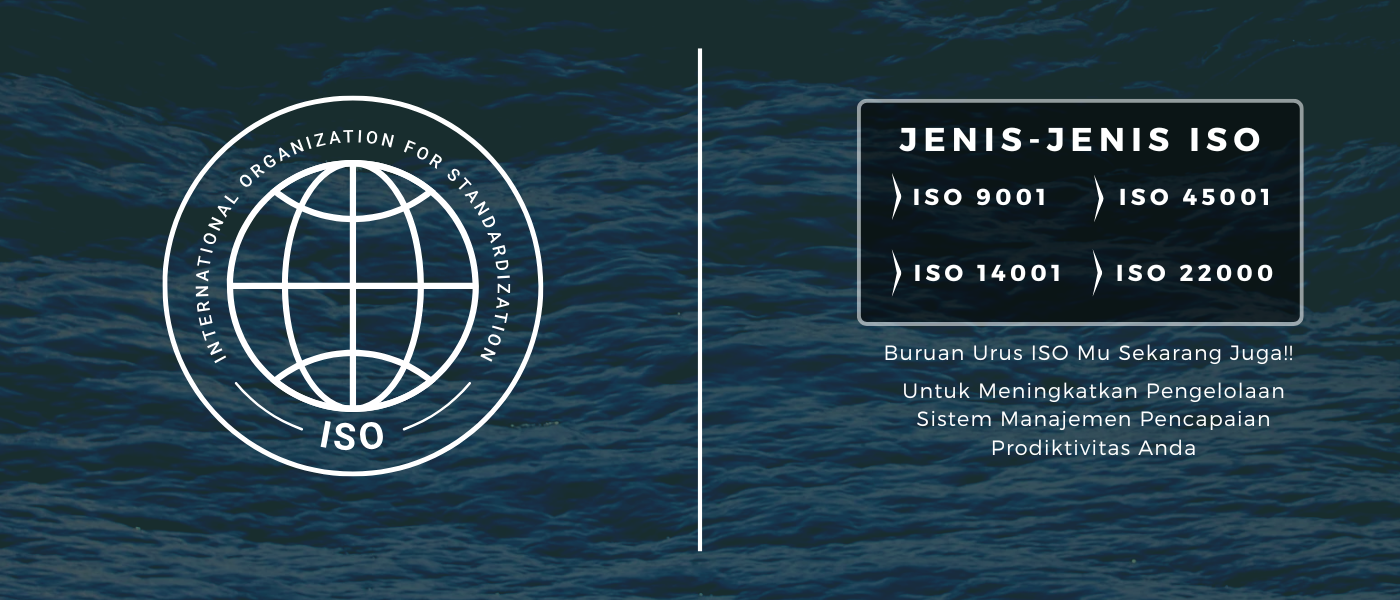 INTERNATIONAL ORGANIZATION FOR STANDARDIZATION
ISO
JENIS-JENIS ISO
ISO 9001
ISO 45001
ISO 14001
ISO 22000
Buruan Urus ISO Mu Sekarang Juga!!
Untuk Meningkatkan Pengelolaan
Sistem Manajemen Pencapaian
Prodiktivitas Anda